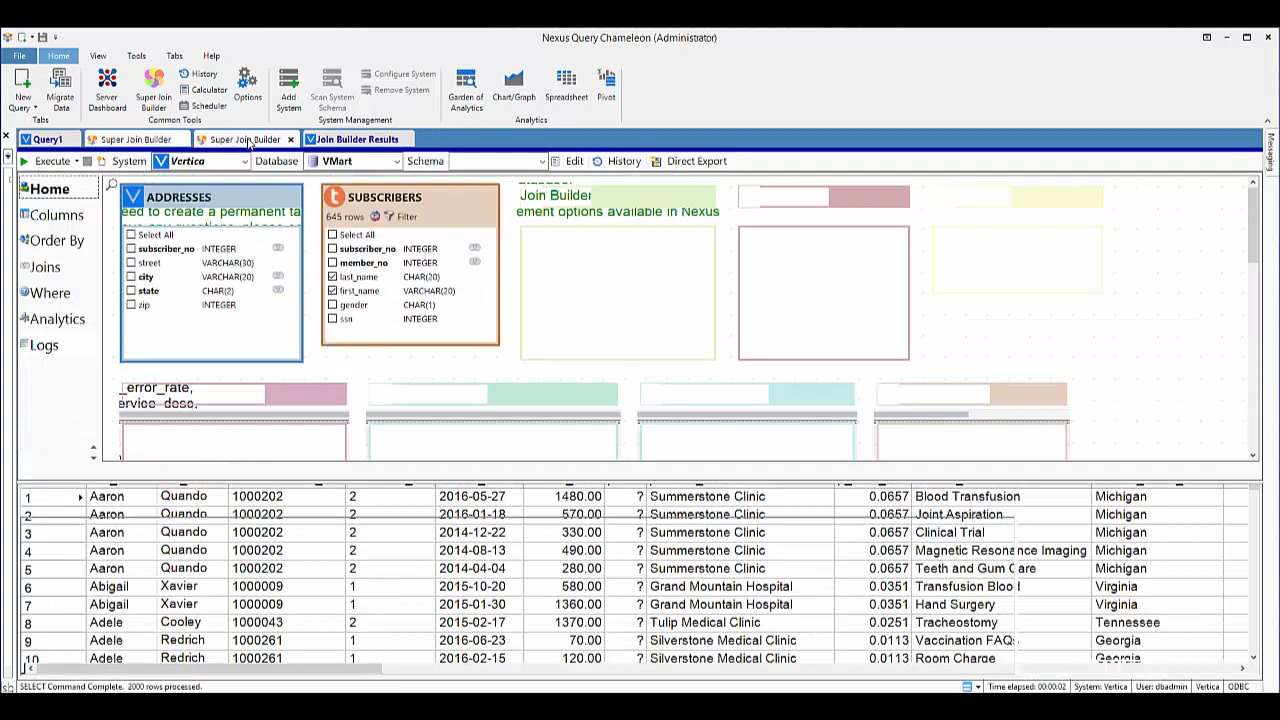 Nexus Query Chameleon (Administrator)
File Home View Tools Tabs Help
New Query Migrate Data Server Dashboard Super Join Builder History Calculator Scheduler Options Add System Scan System Schema Configure System Remove System Garden of Analytics Chart/Graph Spreadsheet Pivot
Tabs Common Tools System Management Analytics
Query1 Super Join Builder Super Join Builder Join Builder Results
Messaging
Execute System Vertica Database VMart Schema Edit History Direct Export
Home
Columns
Order By
Joins
Where
Analytics
Logs
ADDRESSES
eed to create a permanent ta
Select All
subscriber_no INTEGER
street VARCHAR(30)
city VARCHAR(20)
state CHAR(2)
zip INTEGER
SUBSCRIBERS
645 rows Filter
Select All
subscriber_no INTEGER
member_no INTEGER
last_name CHAR(20)
first_name VARCHAR(20)
gender CHAR(1)
ssn INTEGER
Join Builder
ement options available in Nexus
_error_rate,
ervice_desc,
1 Aaron Quando 1000202 2 2016-05-27 1480.00 ? Summerstone Clinic 0.0657 Blood Transfusion Michigan
2 Aaron Quando 1000202 2 2016-01-18 570.00 ? Summerstone Clinic 0.0657 Joint Aspiration Michigan
3 Aaron Quando 1000202 2 2014-12-22 330.00 ? Summerstone Clinic 0.0657 Clinical Trial Michigan
4 Aaron Quando 1000202 2 2014-08-13 490.00 ? Summerstone Clinic 0.0657 Magnetic Resonance Imaging Michigan
5 Aaron Quando 1000202 2 2014-04-04 280.00 ? Summerstone Clinic 0.0657 Teeth and Gum Care Michigan
6 Abigail Xavier 1000009 1 2015-10-20 580.00 ? Grand Mountain Hospital 0.0351 Transfusion Blood Virginia
7 Abigail Xavier 1000009 1 2015-01-30 1360.00 ? Grand Mountain Hospital 0.0351 Hand Surgery Virginia
8 Adele Cooley 1000043 2 2015-02-17 1370.00 ? Tulip Medical Clinic 0.0251 Tracheostomy Tennessee
9 Adele Redrich 1000261 1 2016-06-23 70.00 ? Silverstone Medical Clinic 0.0113 Vaccination FAQs Georgia
10 Adele Redrich 1000261 1 2016-02-15 120.00 ? Silverstone Medical Clinic 0.0113 Room Charge Georgia
SELECT Command Complete. 2000 rows processed. Time elapsed: 00:00:02 System: Vertica User: dbadmin Vertica ODBC